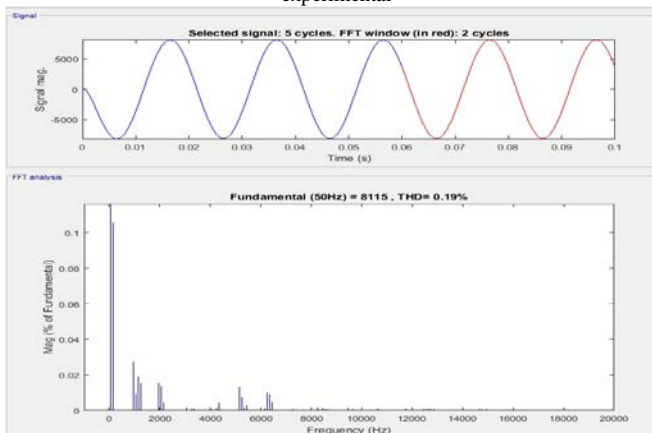 experimental
Signal
Selected signal: 5 cycles. FFT window (in red): 2 cycles
Signal mag.
5000
0
-5000
0 0.01 0.02 0.03 0.04 0.05 0.06 0.07 0.08 0.09 0.1
Time (s)
FFT analysis
Fundamental (50Hz) = 8115 , THD= 0.19%
Mag (% of Fundamental)
0.1
0.08
0.06
0.04
0.02
0
0 2000 4000 6000 8000 10000 12000 14000 16000 18000 20000
Frequency (Hz)